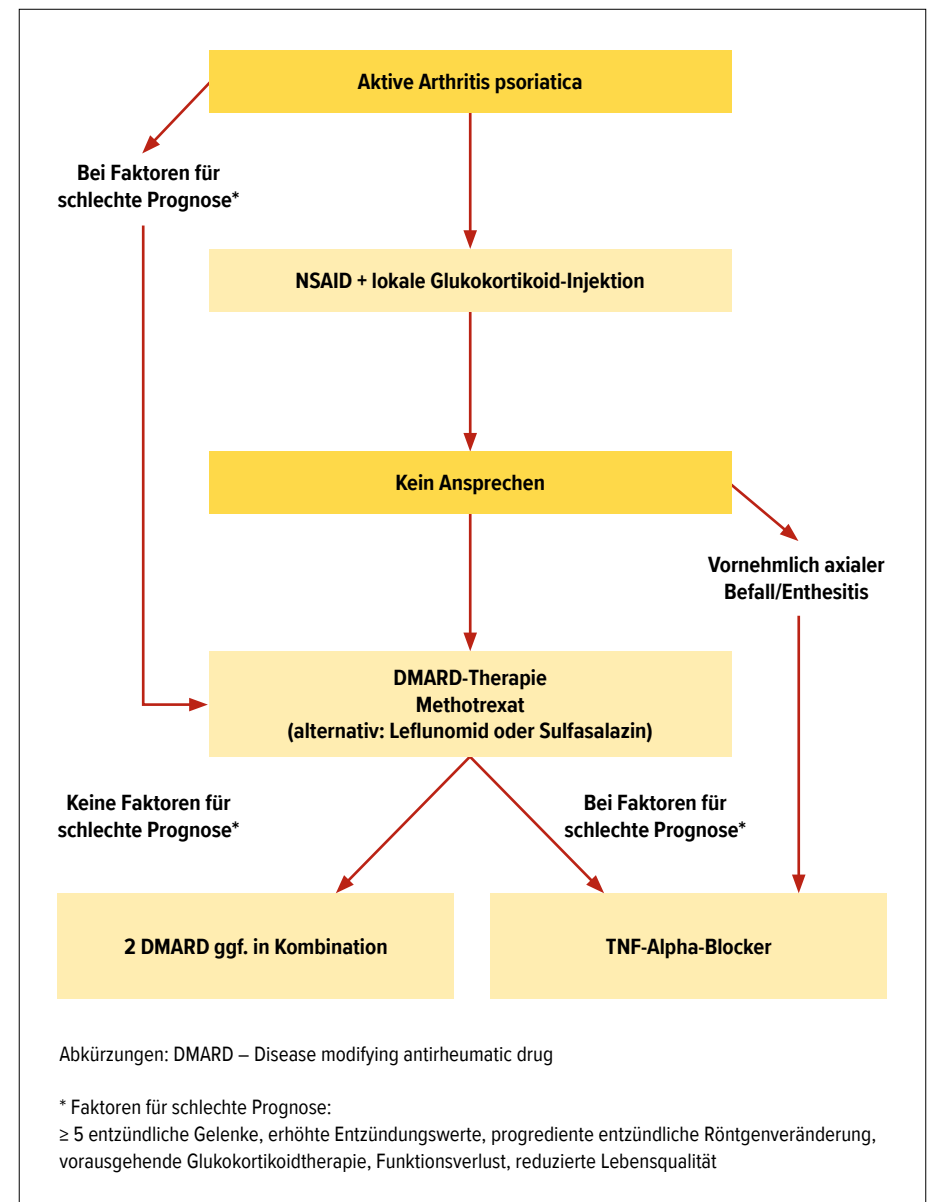 Aktive Arthritis psoriatica
Bei Faktoren für
schlechte Prognose*
NSAID + lokale Glukokortikoid-Injektion
Kein Ansprechen
Vornehmlich axialer
Befall/Enthesitis
DMARD-Therapie
Methotrexat
(alternativ: Leflunomid oder Sulfasalazin)
Keine Faktoren für
schlechte Prognose*
Bei Faktoren für
schlechte Prognose*
2 DMARD ggf. in Kombination
TNF-Alpha-Blocker
Abkürzungen: DMARD – Disease modifying antirheumatic drug
* Faktoren für schlechte Prognose:
≥ 5 entzündliche Gelenke, erhöhte Entzündungswerte, progrediente entzündliche Röntgenveränderung,
vorausgehende Glukokortikoidtherapie, Funktionsverlust, reduzierte Lebensqualität